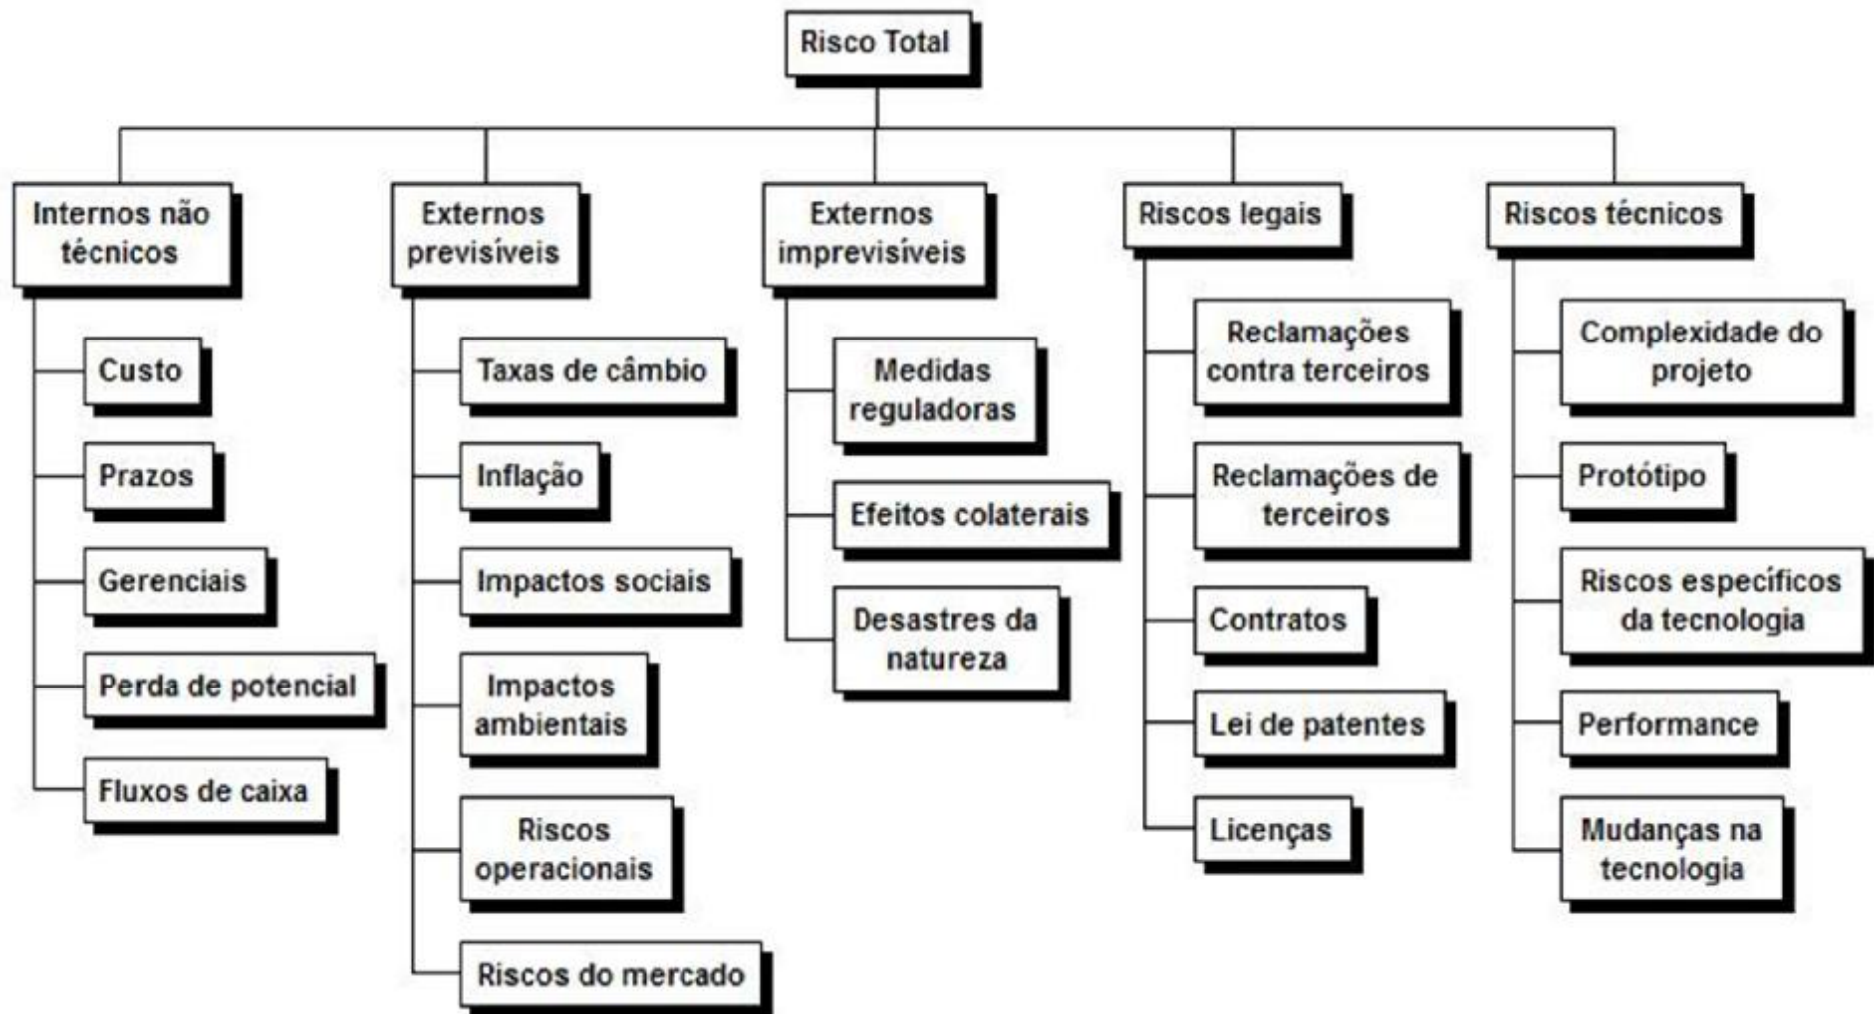 Risco Total
Internos não
técnicos
Custo
Prazos
Gerenciais
Perda de potencial
Fluxos de caixa
Externos
previsíveis
Taxas de câmbio
Inflação
Impactos sociais
Impactos
ambientais
Riscos
operacionais
Riscos do mercado
Externos
imprevisíveis
Medidas
reguladoras
Efeitos colaterais
Desastres da
natureza
Riscos legais
Reclamações
contra terceiros
Reclamações de
terceiros
Contratos
Lei de patentes
Licenças
Riscos técnicos
Complexidade do
projeto
Protótipo
Riscos específicos
da tecnologia
Performance
Mudanças na
tecnologia